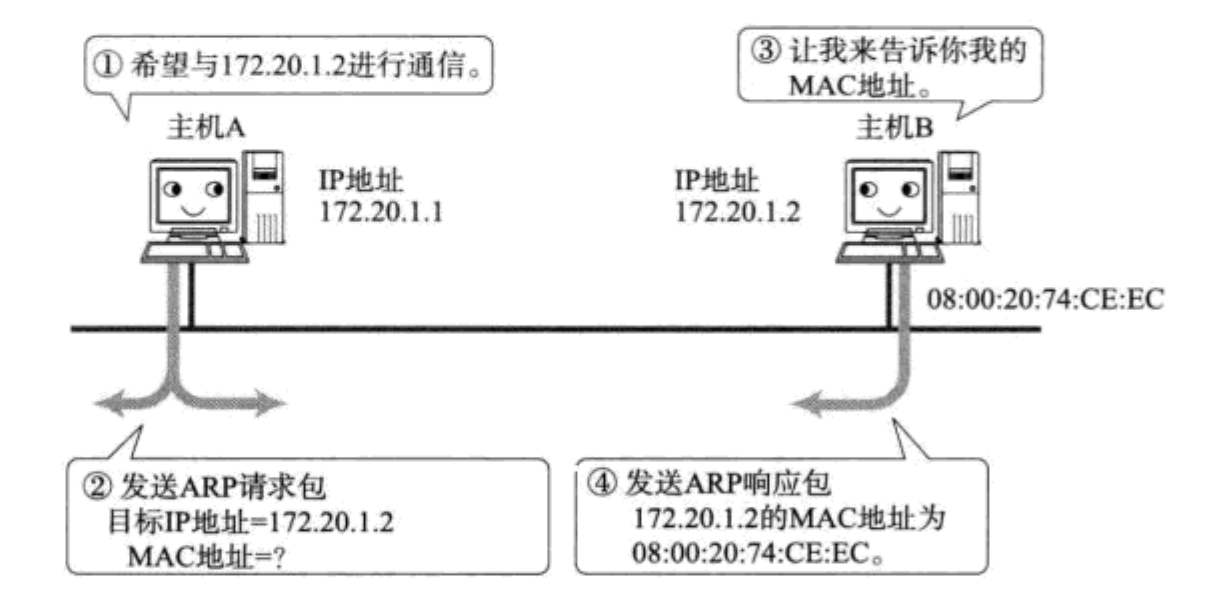 ① 希望与172.20.1.2进行通信。
③ 让我来告诉你我的
MAC地址。
主机A
主机B
IP地址
172.20.1.1
IP地址
172.20.1.2
08:00:20:74:CE:EC
② 发送ARP请求包
目标IP地址=172.20.1.2
MAC地址=?
④ 发送ARP响应包
172.20.1.2的MAC地址为
08:00:20:74:CE:EC。